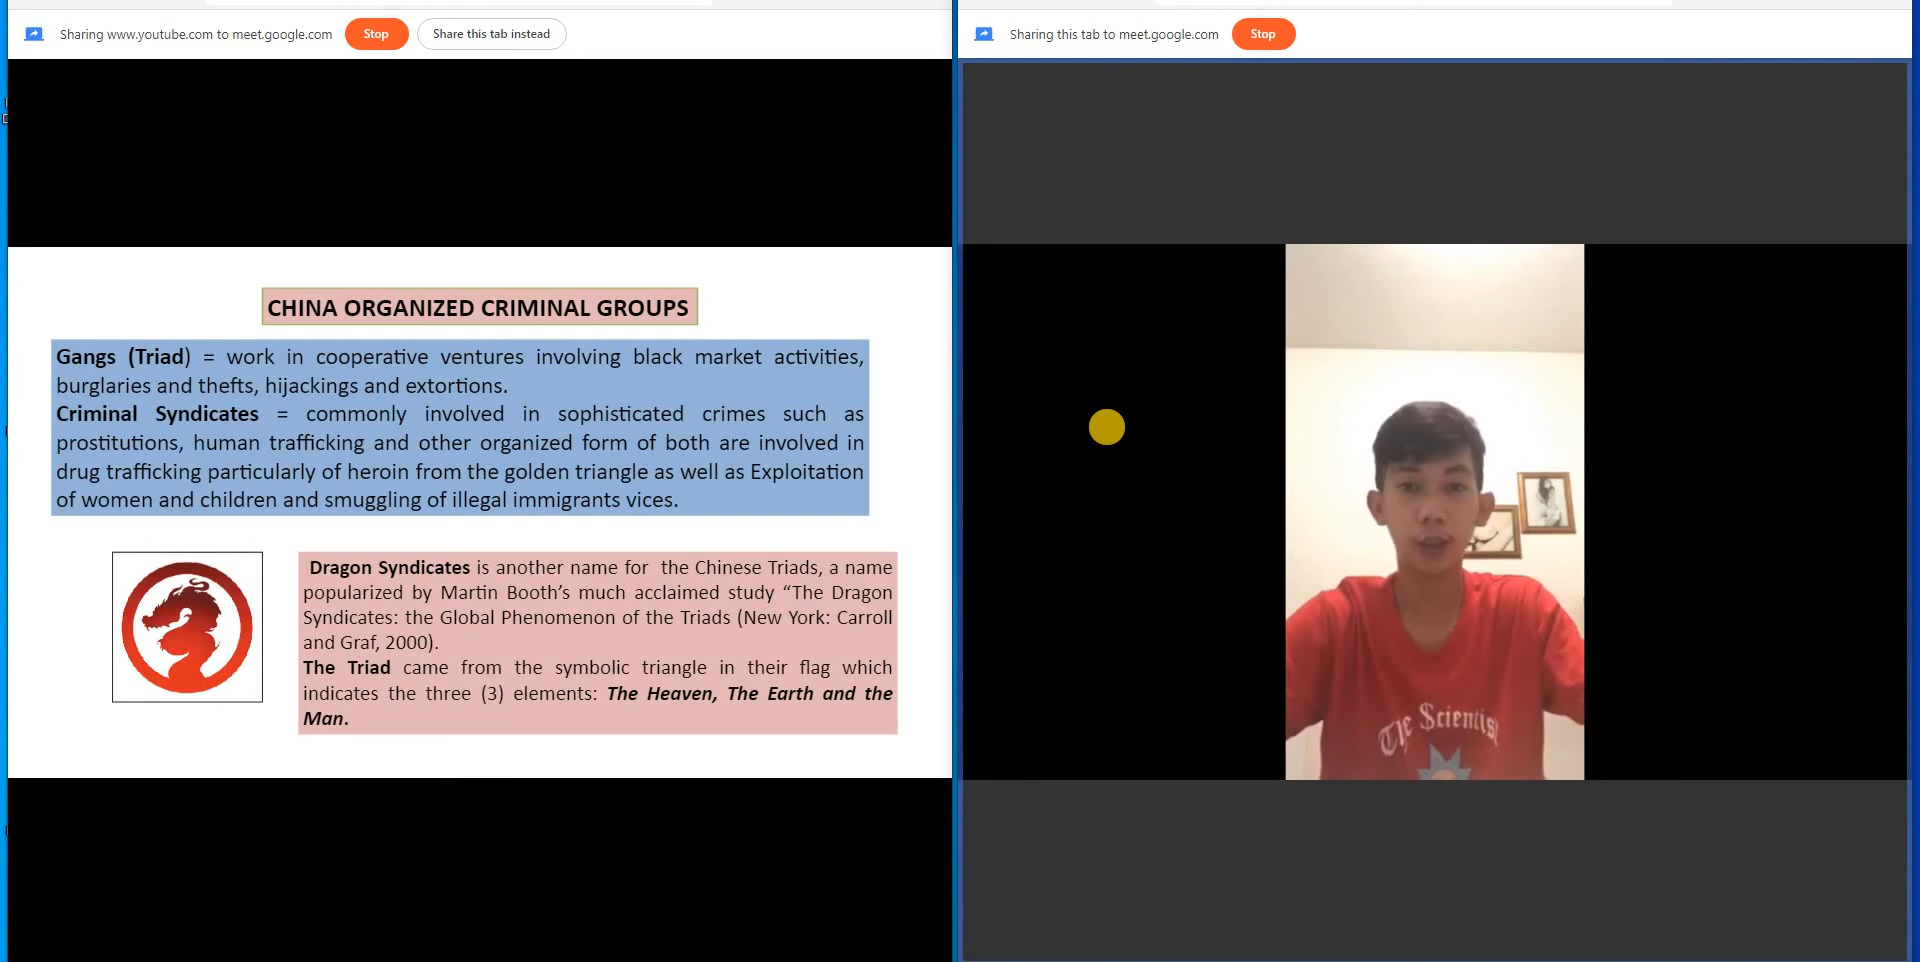 Sharing www.youtube.com to meet.google.com Stop Share this tab instead
Sharing this tab to meet.google.com Stop
CHINA ORGANIZED CRIMINAL GROUPS
Gangs (Triad) = work in cooperative ventures involving black market activities,
burglaries and thefts, hijackings and extortions.
Criminal Syndicates = commonly involved in sophisticated crimes such as
prostitutions, human trafficking and other organized form of both are involved in
drug trafficking particularly of heroin from the golden triangle as well as Exploitation
of women and children and smuggling of illegal immigrants vices.
Dragon Syndicates is another name for the Chinese Triads, a name
popularized by Martin Booth's much acclaimed study “The Dragon
Syndicates: the Global Phenomenon of the Triads (New York: Carroll
and Graf, 2000).
The Triad came from the symbolic triangle in their flag which
indicates the three (3) elements: The Heaven, The Earth and the
Man.
The Scientist